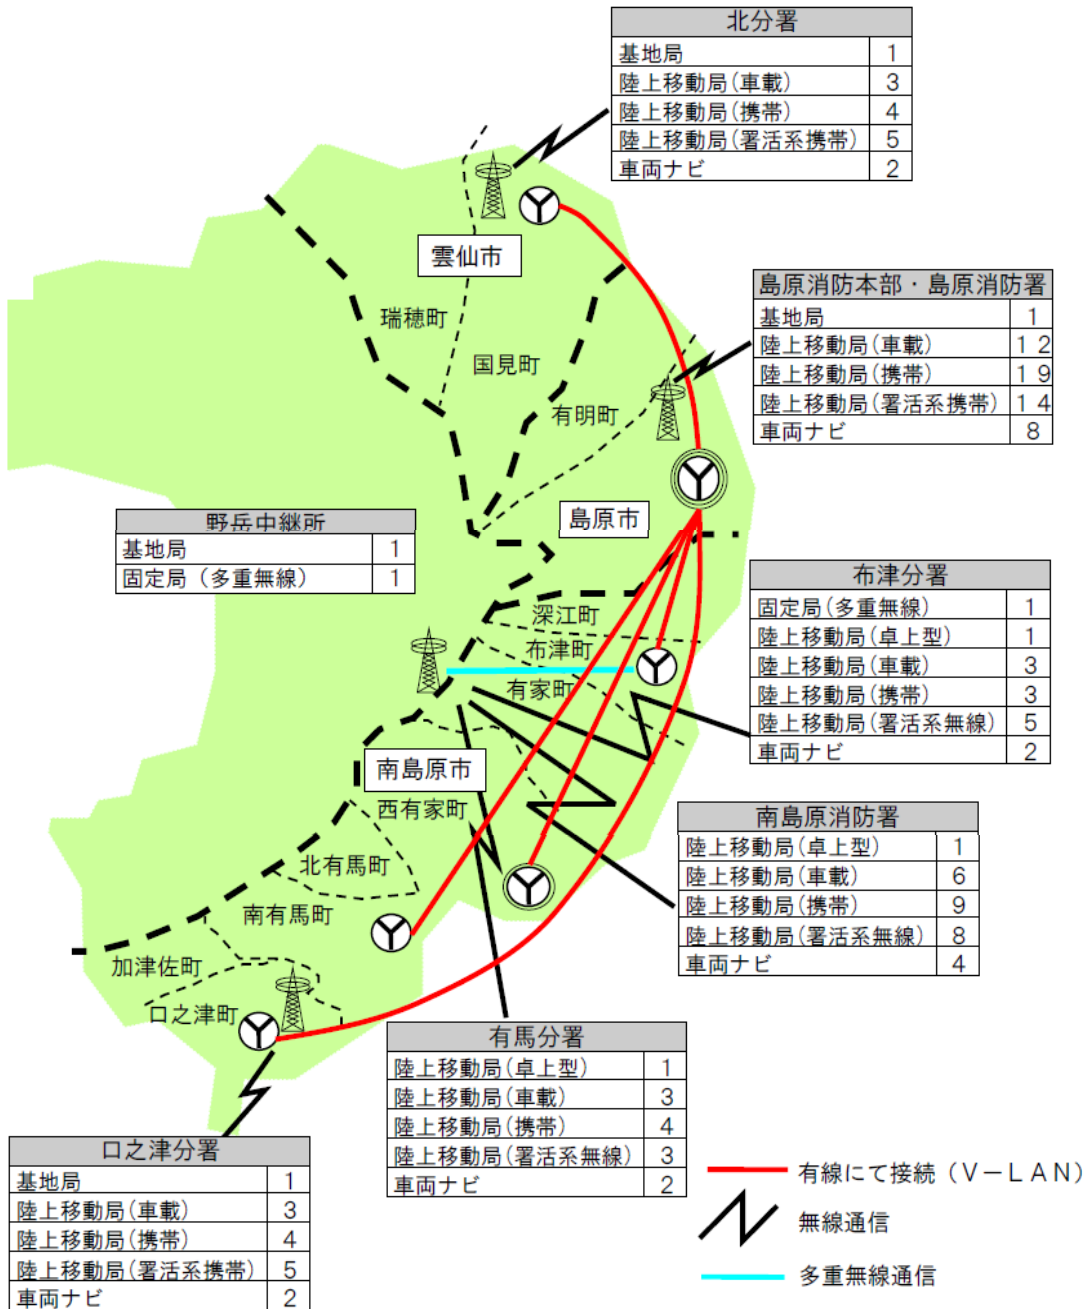 北分署
基地局 1
陸上移動局(車載) 3
陸上移動局(携帯) 4
陸上移動局(署活系携帯) 5
車両ナビ 2
雲仙市
瑞穂町
国見町
有明町
島原消防本部・島原消防署
基地局 1
陸上移動局(車載) 12
陸上移動局(携帯) 19
陸上移動局(署活系携帯) 14
車両ナビ 8
島原市
野岳中継所
基地局 1
固定局(多重無線) 1
深江町
布津町
有家町
布津分署
固定局(多重無線) 1
陸上移動局(卓上型) 1
陸上移動局(車載) 3
陸上移動局(携帯) 3
陸上移動局(署活系無線) 5
車両ナビ 2
南島原市
西有家町
北有馬町
南有馬町
加津佐町
口之津町
南島原消防署
陸上移動局(卓上型) 1
陸上移動局(車載) 6
陸上移動局(携帯) 9
陸上移動局(署活系無線) 8
車両ナビ 4
有馬分署
陸上移動局(卓上型) 1
陸上移動局(車載) 3
陸上移動局(携帯) 4
陸上移動局(署活系無線) 3
車両ナビ 2
口之津分署
基地局 1
陸上移動局(車載) 3
陸上移動局(携帯) 4
陸上移動局(署活系携帯) 5
車両ナビ 2
有線にて接続(V-LAN)
無線通信
多重無線通信